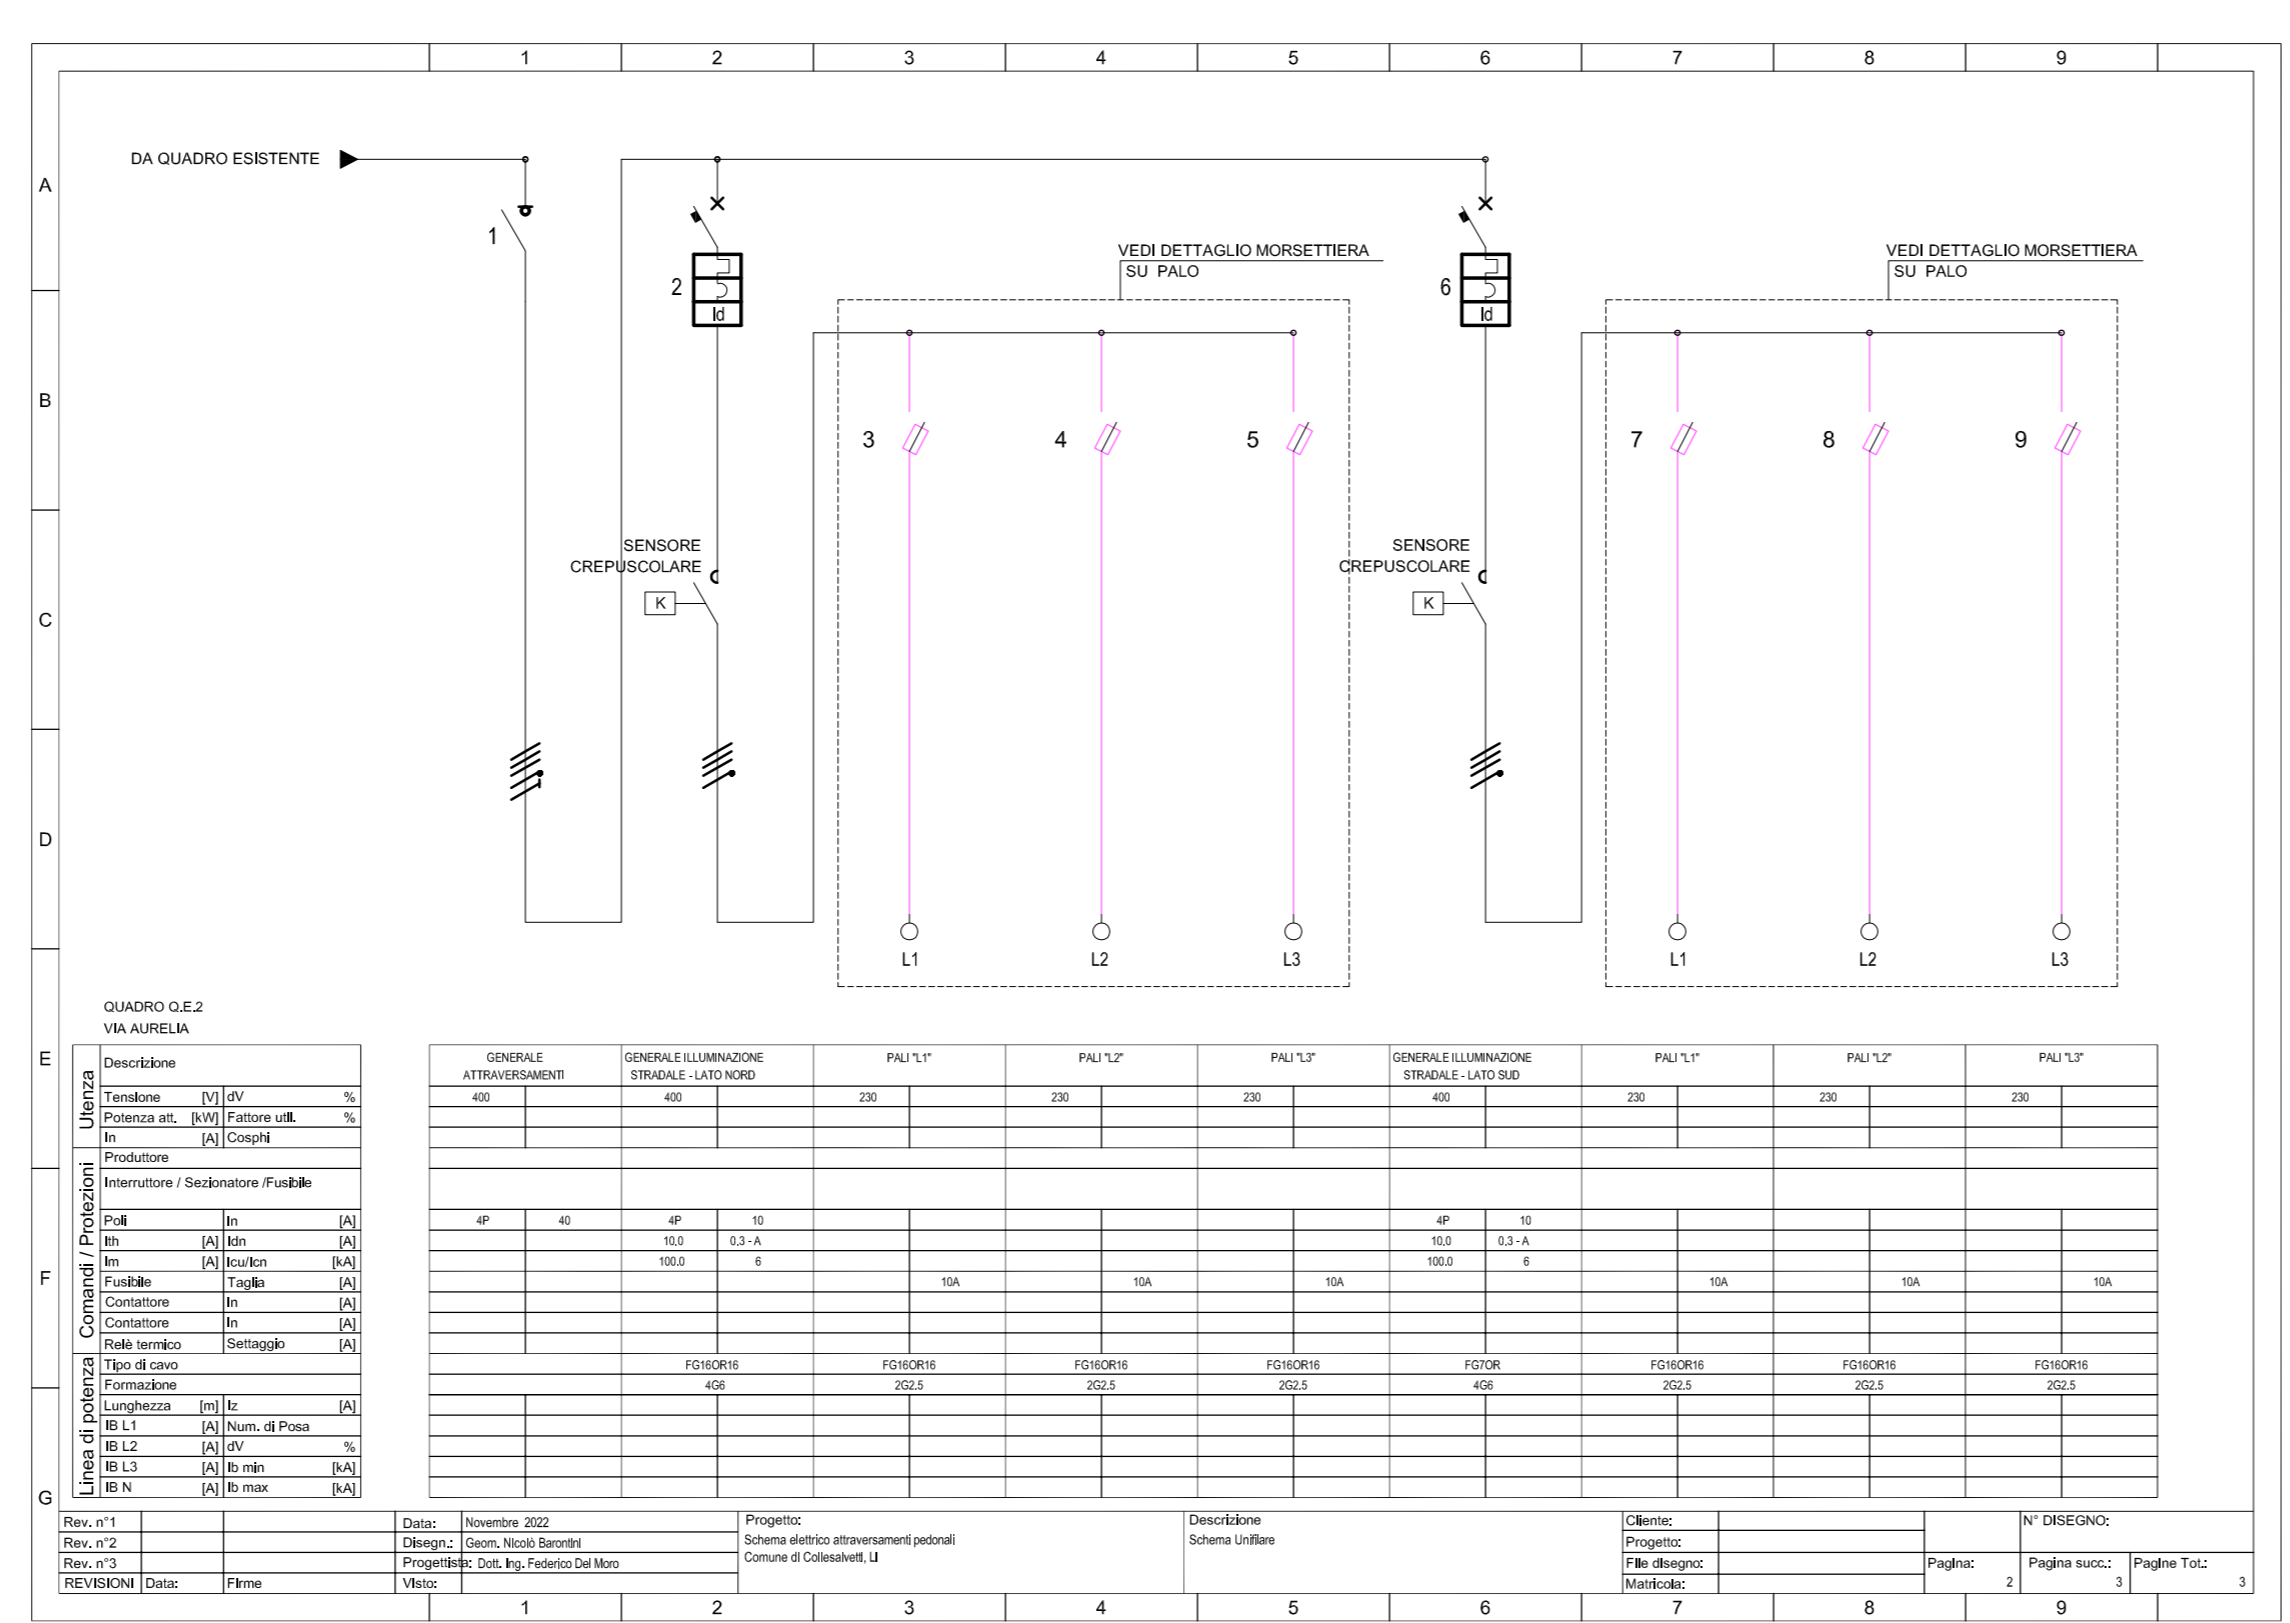 1 2 3 4 5 6 7 8 9
DA QUADRO ESISTENTE
A
1
VEDI DETTAGLIO MORSETTIERA
SU PALO
VEDI DETTAGLIO MORSETTIERA
SU PALO
2
Id
6
Id
B
3 4 5 7 8 9
SENSORE
CREPUSCOLARE
K
SENSORE
CREPUSCOLARE
K
C
D
L1 L2 L3 L1 L2 L3
QUADRO Q.E.2
VIA AURELIA
E
Utenza
Descrizione GENERALE ATTRAVERSAMENTI GENERALE ILLUMINAZIONE STRADALE - LATO NORD PALI "L1" PALI "L2" PALI "L3" GENERALE ILLUMINAZIONE STRADALE - LATO SUD PALI "L1" PALI "L2" PALI "L3"
Tensione [V] dV % 400 400 230 230 230 400 230 230 230
Potenza att. [kW] Fattore util. %
In [A] Cosphi
Comandi / Protezioni
Produttore
Interruttore / Sezionatore /Fusibile
Poli In [A] 4P 40 4P 10 4P 10
Ith [A] Idn [A] 10.0 0.3 - A 10.0 0.3 - A
Im [A] Icu/Icn [kA] 100.0 6 100.0 6
F
Fusibile Taglia [A] 10A 10A 10A 10A 10A 10A
Contattore In [A]
Contattore In [A]
Relè termico Settaggio [A]
Linea di potenza
Tipo di cavo FG16OR16 FG16OR16 FG16OR16 FG16OR16 FG7OR FG16OR16 FG16OR16 FG16OR16
Formazione 4G6 2G2.5 2G2.5 2G2.5 4G6 2G2.5 2G2.5 2G2.5
Lunghezza [m] Iz [A]
IB L1 [A] Num. di Posa
IB L2 [A] dV %
IB L3 [A] Ib min [kA]
IB N [A] Ib max [kA]
G
Rev. n°1 Data: Novembre 2022 Progetto: Descrizione Cliente: N° DISEGNO:
Rev. n°2 Disegn.: Geom. Nicolò Barontini Schema elettrico attraversamenti pedonali Schema Unifilare Progetto:
Rev. n°3 Progettista: Dott. Ing. Federico Del Moro Comune di Collesalvetti, LI File disegno: Pagina: Pagina succ.: Pagine Tot.:
REVISIONI Data: Firme Visto: Matricola: 2 3 3
1 2 3 4 5 6 7 8 9